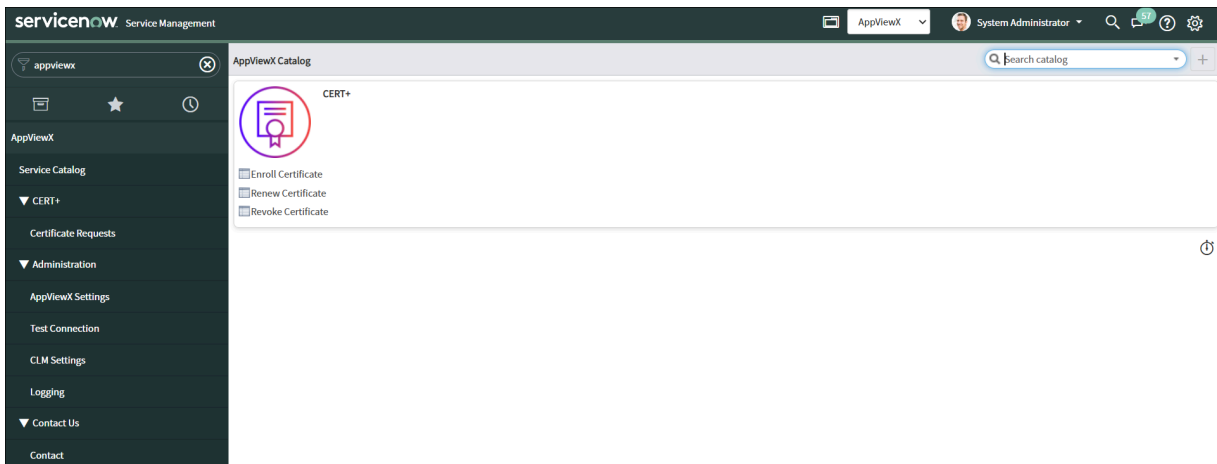 servicenow Service Management
AppViewX
System Administrator
57
appviewx
AppViewX
Service Catalog
CERT+
Certificate Requests
Administration
AppViewX Settings
Test Connection
CLM Settings
Logging
Contact Us
Contact
AppViewX Catalog
Search catalog
CERT+
Enroll Certificate
Renew Certificate
Revoke Certificate